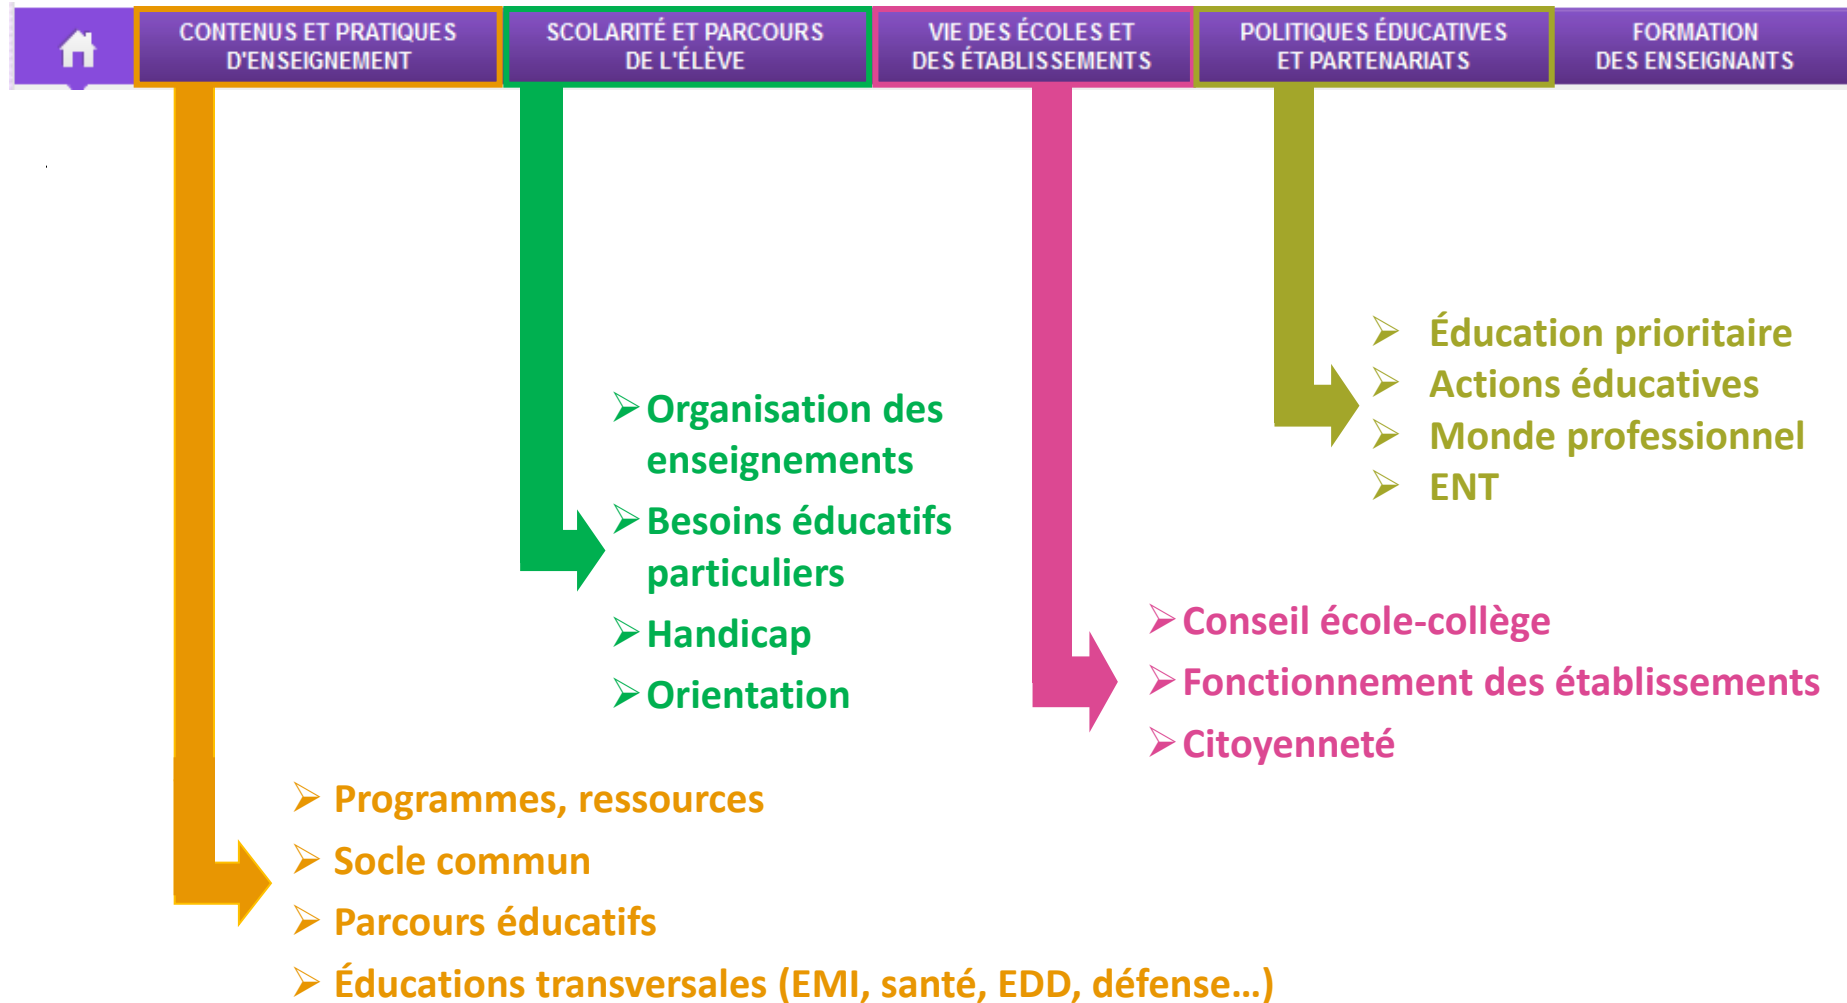 CONTENUS ET PRATIQUES
D'ENSEIGNEMENT
SCOLARITÉ ET PARCOURS
DE L'ÉLÈVE
VIE DES ÉCOLES ET
DES ÉTABLISSEMENTS
POLITIQUES ÉDUCATIVES
ET PARTENARIATS
FORMATION
DES ENSEIGNANTS
Éducation prioritaire
Actions éducatives
Monde professionnel
ENT
Organisation des
enseignements
Besoins éducatifs
particuliers
Handicap
Orientation
Conseil école-collège
Fonctionnement des établissements
Citoyenneté
Programmes, ressources
Socle commun
Parcours éducatifs
Éducations transversales (EMI, santé, EDD, défense…)